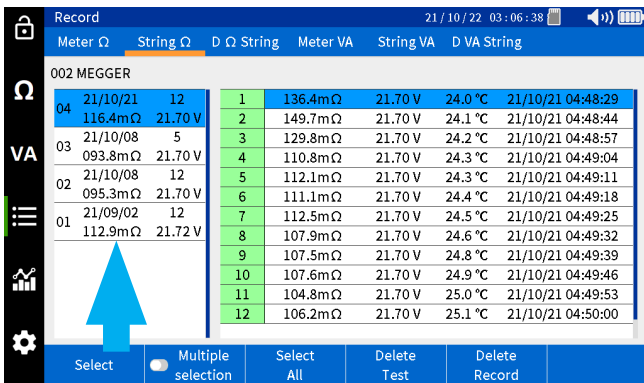 Record 21/10/22 03:06:38
Meter Ω String Ω D Ω String Meter VA String VA D VA String
002 MEGGER
Ω
VA
04 21/10/21 12
116.4mΩ 21.70 V
03 21/10/08 5
093.8mΩ 21.70 V
02 21/10/08 12
095.3mΩ 21.70 V
01 21/09/02 12
112.9mΩ 21.72 V
1 136.4mΩ 21.70 V 24.0 °C 21/10/21 04:48:29
2 149.7mΩ 21.70 V 24.1 °C 21/10/21 04:48:44
3 129.8mΩ 21.70 V 24.2 °C 21/10/21 04:48:57
4 110.8mΩ 21.70 V 24.3 °C 21/10/21 04:49:04
5 112.1mΩ 21.70 V 24.3 °C 21/10/21 04:49:11
6 111.1mΩ 21.70 V 24.4 °C 21/10/21 04:49:18
7 112.5mΩ 21.70 V 24.5 °C 21/10/21 04:49:25
8 107.9mΩ 21.70 V 24.6 °C 21/10/21 04:49:32
9 107.5mΩ 21.70 V 24.8 °C 21/10/21 04:49:39
10 107.6mΩ 21.70 V 24.9 °C 21/10/21 04:49:46
11 104.8mΩ 21.70 V 25.0 °C 21/10/21 04:49:53
12 106.2mΩ 21.70 V 25.1 °C 21/10/21 04:50:00
Select
Multiple
selection
Select
All
Delete
Test
Delete
Record